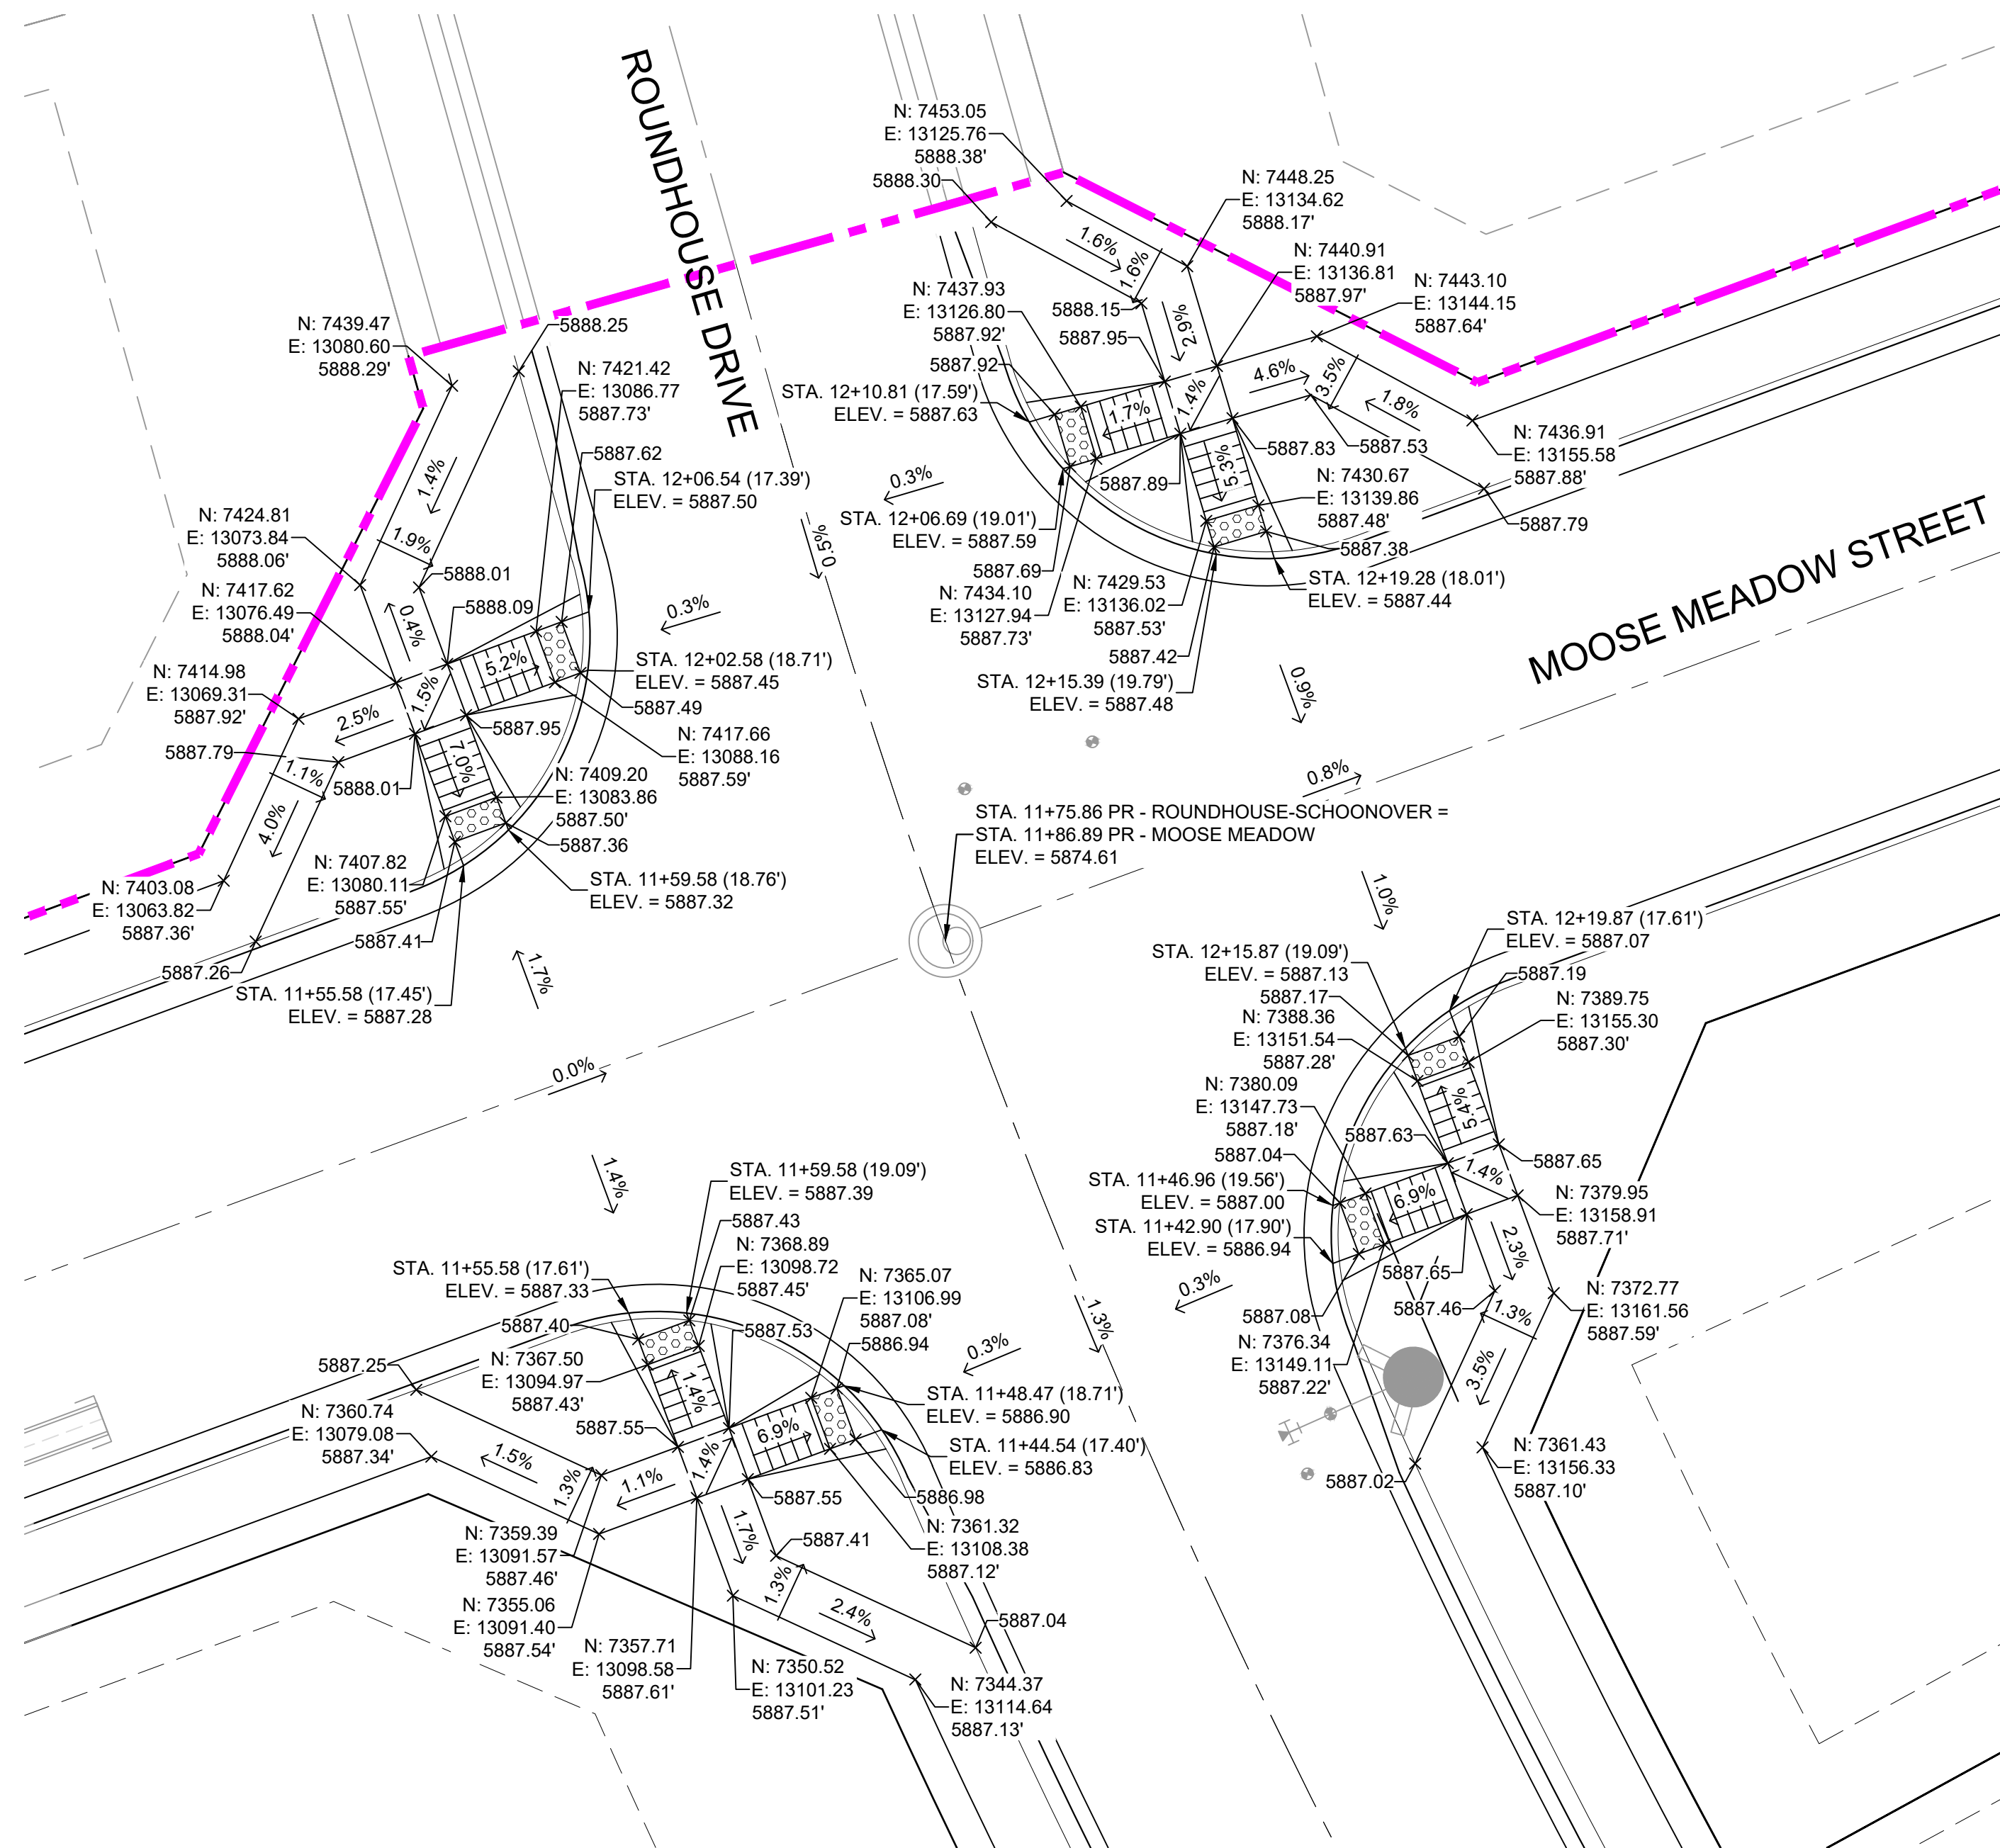 ROUNDHOUSE DRIVE
MOOSE MEADOW STREET
N: 7453.05
E: 13125.76
5888.38'
5888.30
N: 7448.25
E: 13134.62
5888.17'
N: 7440.91
E: 13136.81
5887.97'
N: 7443.10
E: 13144.15
5887.64'
N: 7437.93
E: 13126.80
5887.92'
5888.15
5887.95
5887.92
STA. 12+10.81 (17.59')
ELEV. = 5887.63
1.6%
1.6%
2.9%
4.6%
3.5%
1.8%
1.7%
1.4%
5.3%
5887.53
5887.83
N: 7436.91
E: 13155.58
5887.88'
5887.89
N: 7430.67
E: 13139.86
5887.48'
5887.79
5887.38
0.3%
STA. 12+06.69 (19.01')
ELEV. = 5887.59
5887.69
N: 7434.10
E: 13127.94
5887.73'
N: 7429.53
E: 13136.02
5887.53'
5887.42
STA. 12+19.28 (18.01')
ELEV. = 5887.44
STA. 12+15.39 (19.79')
ELEV. = 5887.48
0.5%
0.9%
0.8%
N: 7439.47
E: 13080.60
5888.29'
5888.25
N: 7421.42
E: 13086.77
5887.73'
5887.62
STA. 12+06.54 (17.39')
ELEV. = 5887.50
1.4%
1.9%
N: 7424.81
E: 13073.84
5888.06'
5888.01
N: 7417.62
E: 13076.49
5888.04'
0.4%
5888.09
0.3%
5.2%
STA. 12+02.58 (18.71')
ELEV. = 5887.45
N: 7414.98
E: 13069.31
5887.92'
2.5%
1.5%
5887.49
5887.95
N: 7417.66
E: 13088.16
5887.59'
5887.79
1.1%
5888.01
7.0%
4.0%
N: 7409.20
E: 13083.86
5887.50'
5887.36
N: 7407.82
E: 13080.11
5887.55'
STA. 11+59.58 (18.76')
ELEV. = 5887.32
N: 7403.08
E: 13063.82
5887.36'
5887.41
5887.26
STA. 11+55.58 (17.45')
ELEV. = 5887.28
1.7%
STA. 11+75.86 PR - ROUNDHOUSE-SCHOONOVER =
STA. 11+86.89 PR - MOOSE MEADOW
ELEV. = 5874.61
0.0%
1.0%
STA. 12+19.87 (17.61')
ELEV. = 5887.07
STA. 12+15.87 (19.09')
ELEV. = 5887.13
5887.17
5887.19
N: 7388.36
E: 13151.54
5887.28'
N: 7389.75
E: 13155.30
5887.30'
N: 7380.09
E: 13147.73
5887.18'
5.4%
5887.63
5887.04
5887.65
1.4%
STA. 11+46.96 (19.56')
ELEV. = 5887.00
6.9%
STA. 11+42.90 (17.90')
ELEV. = 5886.94
N: 7379.95
E: 13158.91
5887.71'
2.3%
5887.65
0.3%
5887.08
5887.46
1.3%
N: 7372.77
E: 13161.56
5887.59'
N: 7376.34
E: 13149.11
5887.22'
3.5%
N: 7361.43
E: 13156.33
5887.10'
5887.02
1.3%
1.4%
STA. 11+59.58 (19.09')
ELEV. = 5887.39
5887.43
N: 7368.89
E: 13098.72
5887.45'
STA. 11+55.58 (17.61')
ELEV. = 5887.33
N: 7365.07
E: 13106.99
5887.08'
5887.40
5887.53
5886.94
0.3%
5887.25
N: 7367.50
E: 13094.97
5887.43'
1.4%
STA. 11+48.47 (18.71')
ELEV. = 5886.90
N: 7360.74
E: 13079.08
5887.34'
5887.55
6.9%
STA. 11+44.54 (17.40')
ELEV. = 5886.83
1.5%
1.3%
1.1%
1.4%
5887.55
5886.98
N: 7359.39
E: 13091.57
5887.46'
1.7%
5887.41
N: 7361.32
E: 13108.38
5887.12'
1.3%
2.4%
N: 7355.06
E: 13091.40
5887.54'
5887.04
N: 7357.71
E: 13098.58
5887.61'
N: 7350.52
E: 13101.23
5887.51'
N: 7344.37
E: 13114.64
5887.13'